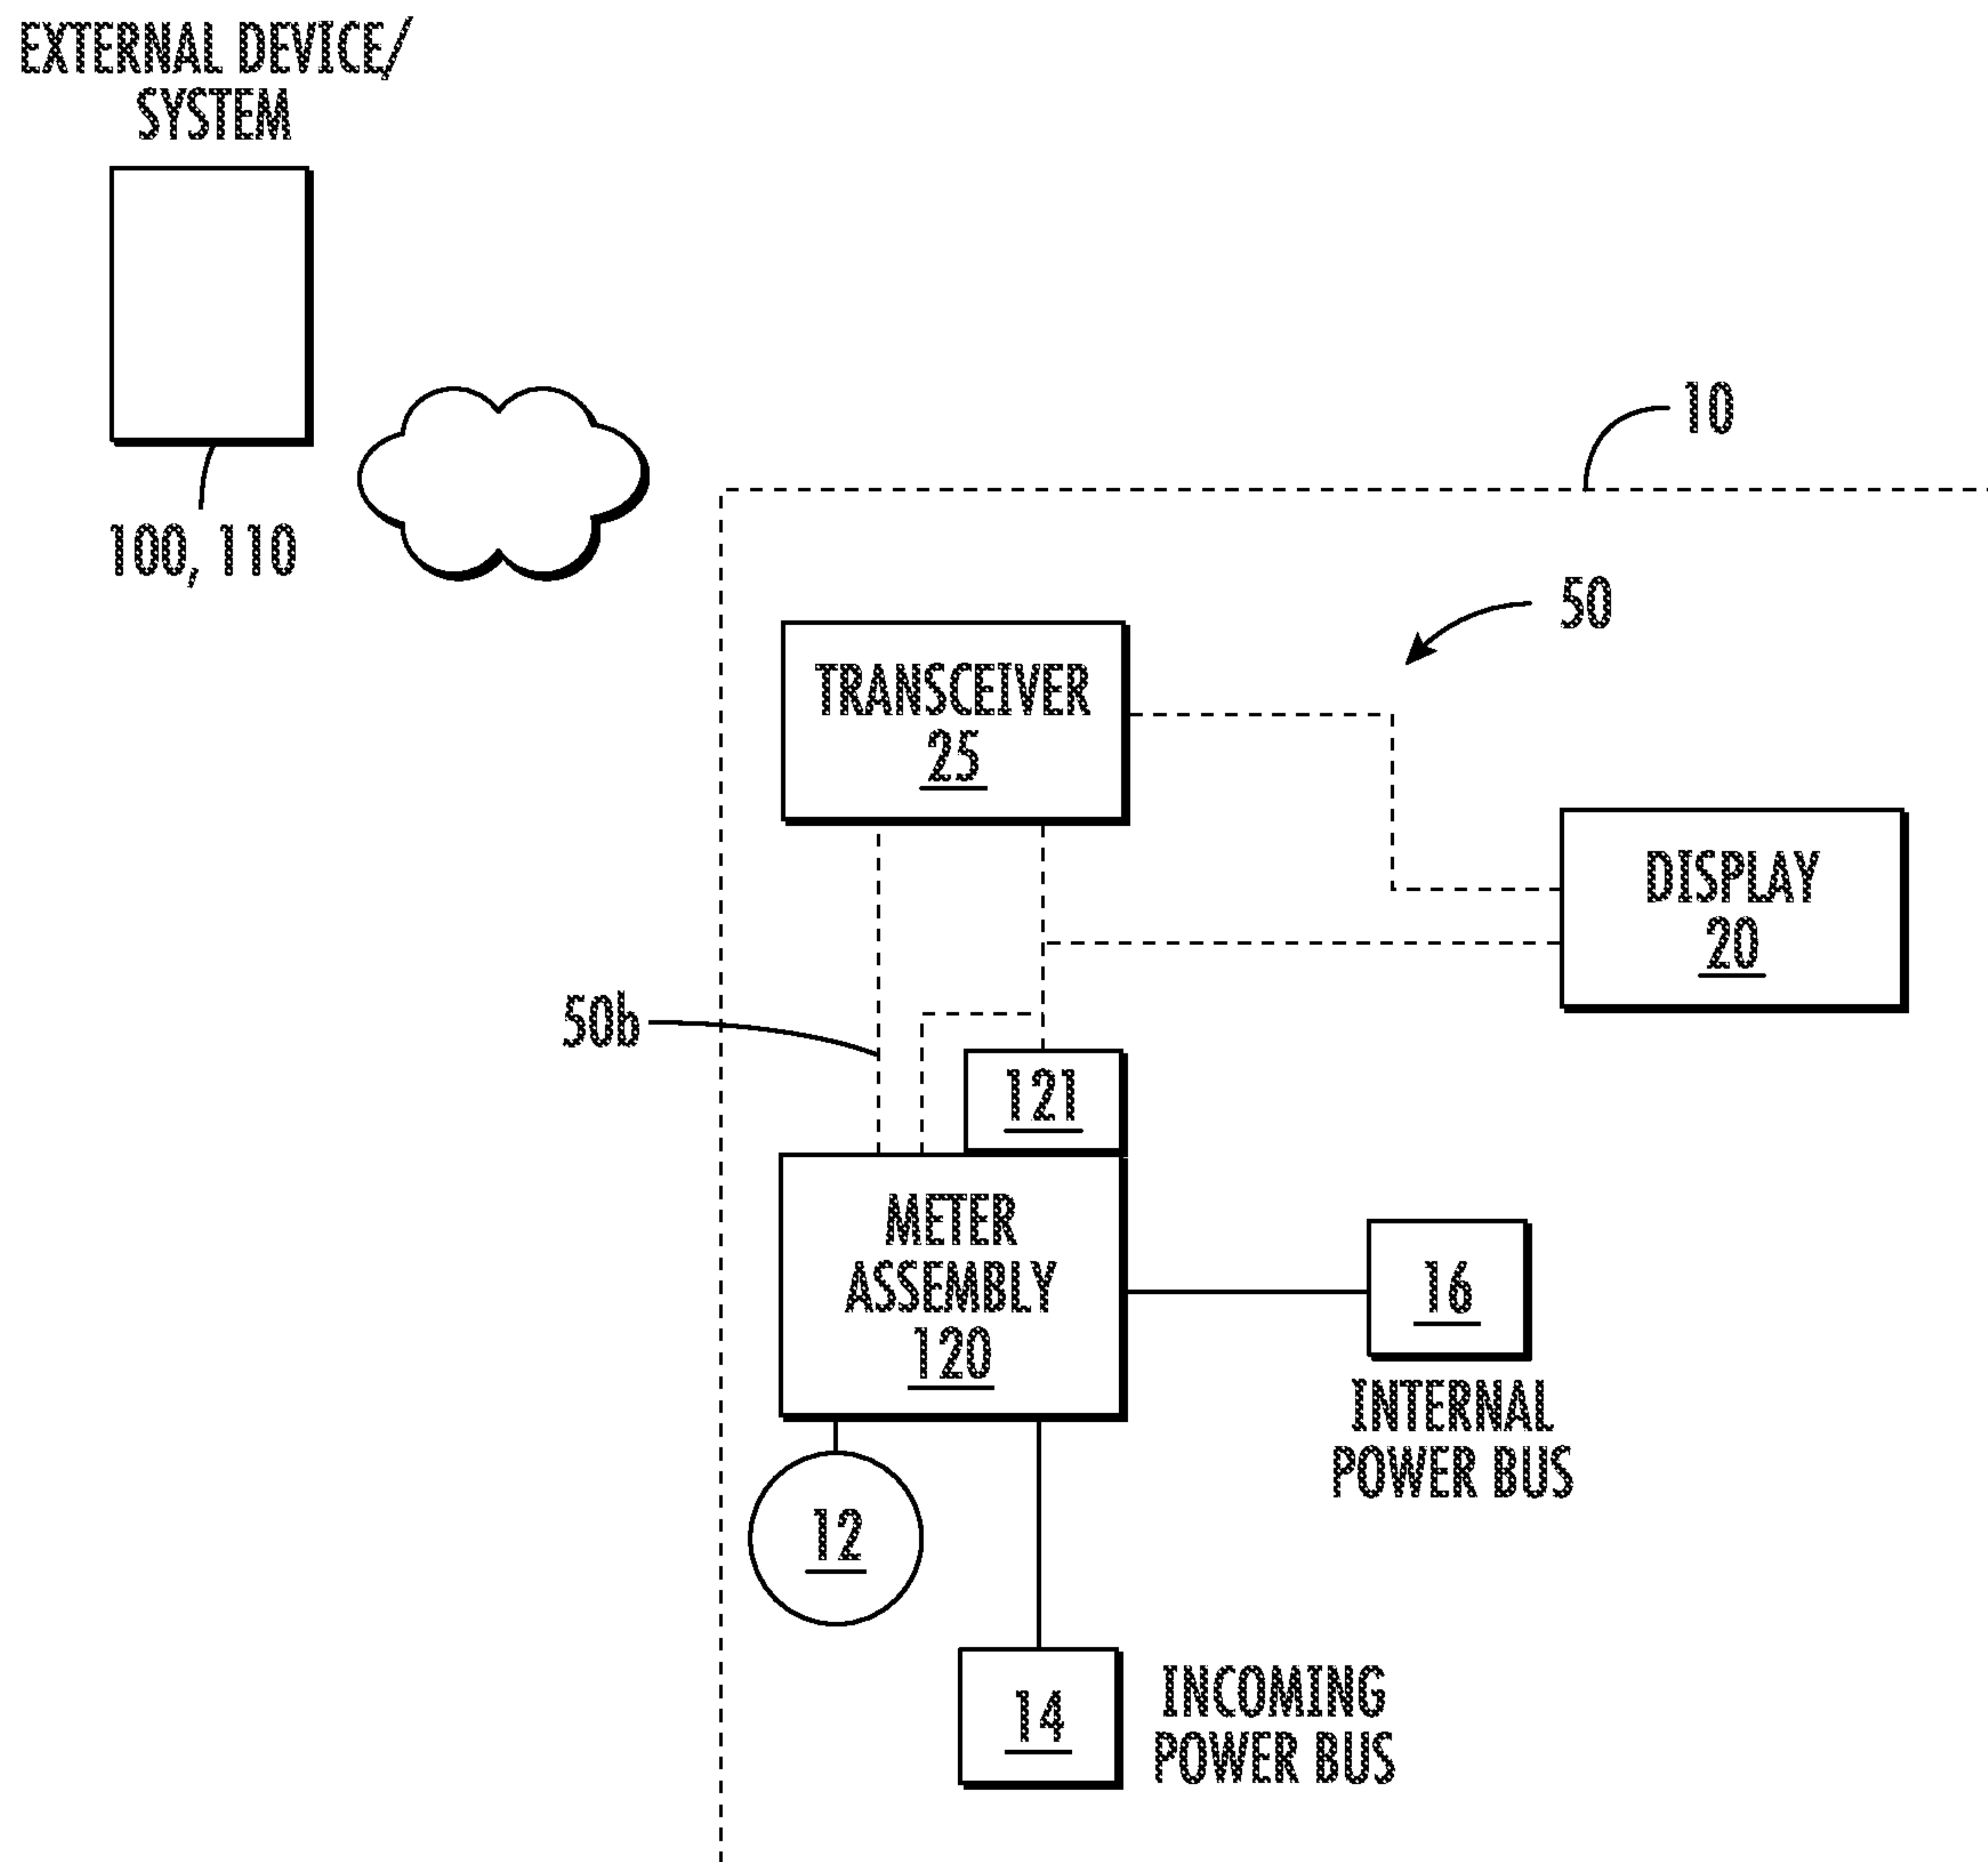 EXTERNAL DEVICE/
SYSTEM
100, 110
10
50
TRANSCEIVER
25
DISPLAY
20
50b
121
METER
ASSEMBLY
120
16
INTERNAL
POWER BUS
12
14
INCOMING
POWER BUS